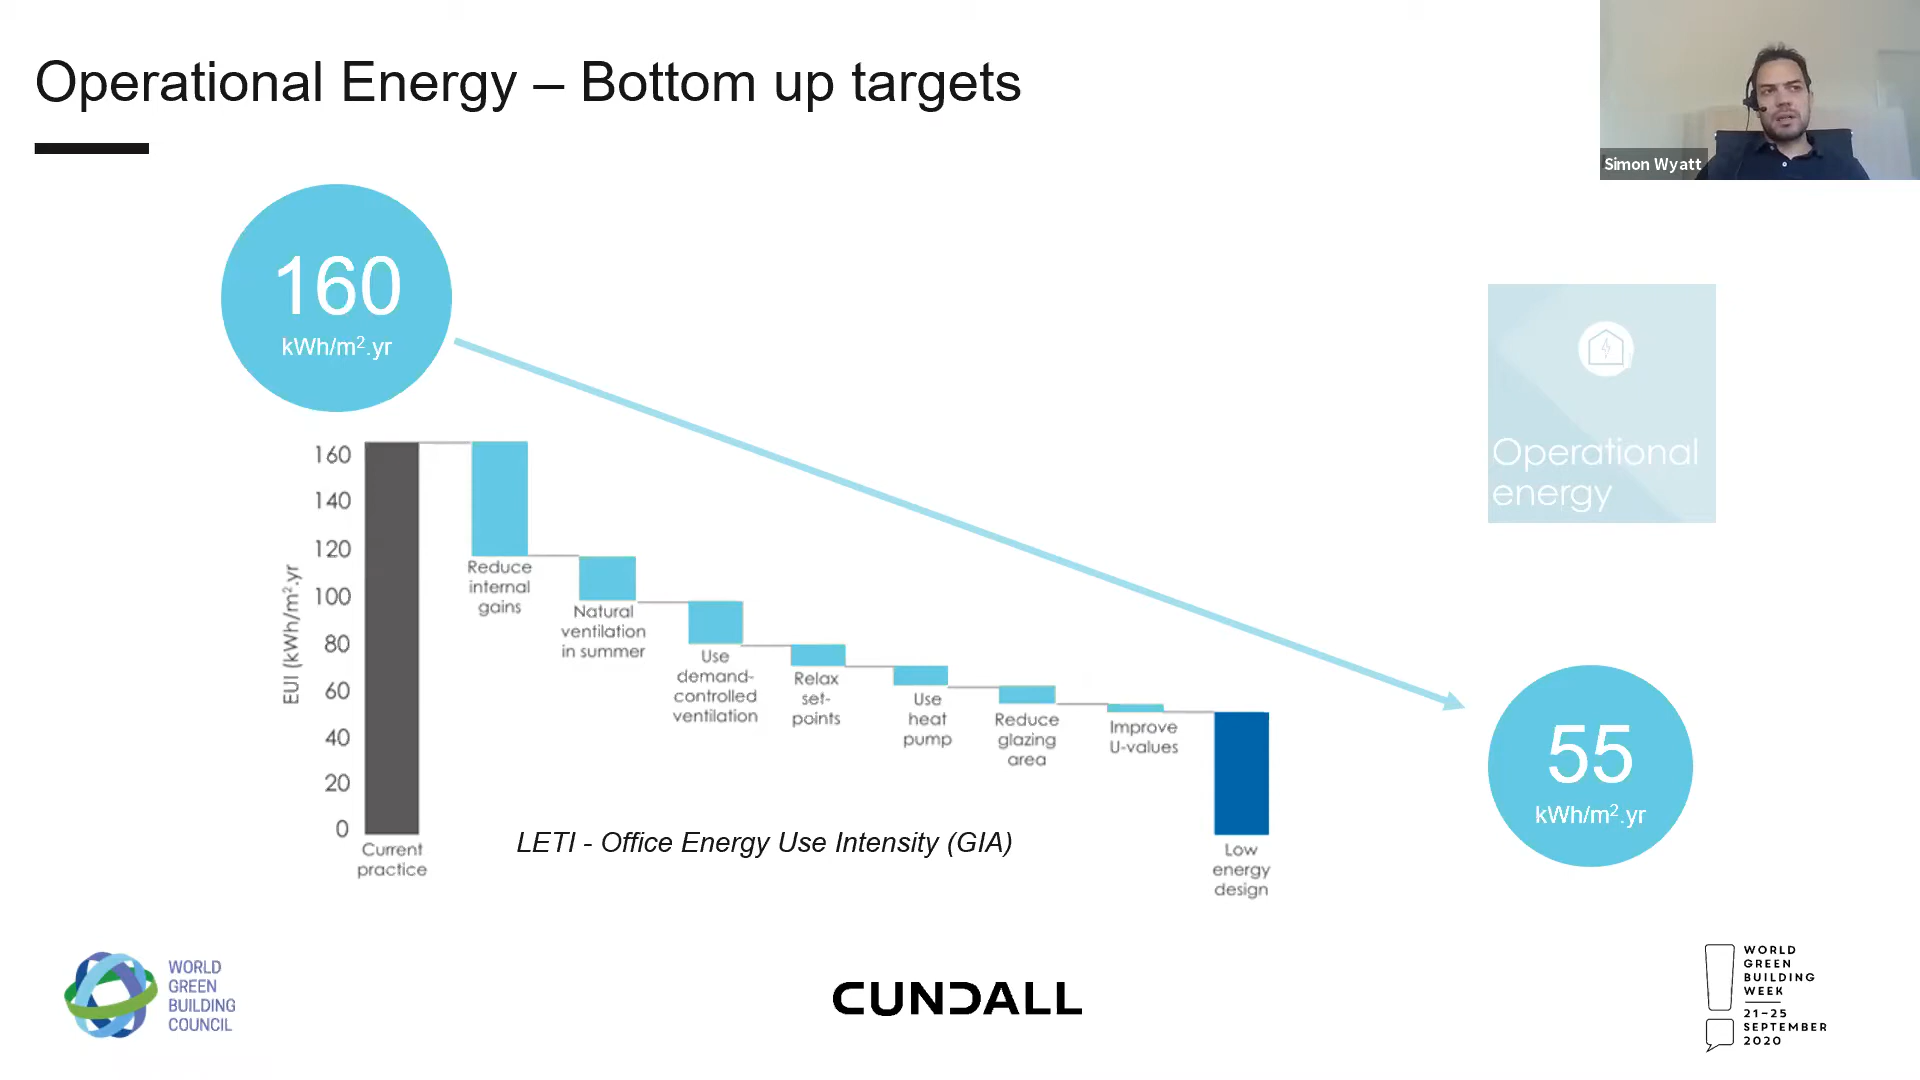 Operational Energy – Bottom up targets
Simon Wyatt
160
kWh/m².yr
Operational
energy
EUI (kWh/m².yr
160
140
120
100
80
60
40
20
0
Current
practice
Reduce
internal
gains
Natural
ventilation
in summer
Use
demand-
controlled
ventilation
Relax
set-
points
Use
heat
pump
Reduce
glazing
area
Improve
U-values
Low
energy
design
55
kWh/m².yr
LETI - Office Energy Use Intensity (GIA)
WORLD
GREEN
BUILDING
COUNCIL
CUNDALL
WORLD
GREEN
BUILDING
WEEK
21–25
SEPTEMBER
2020